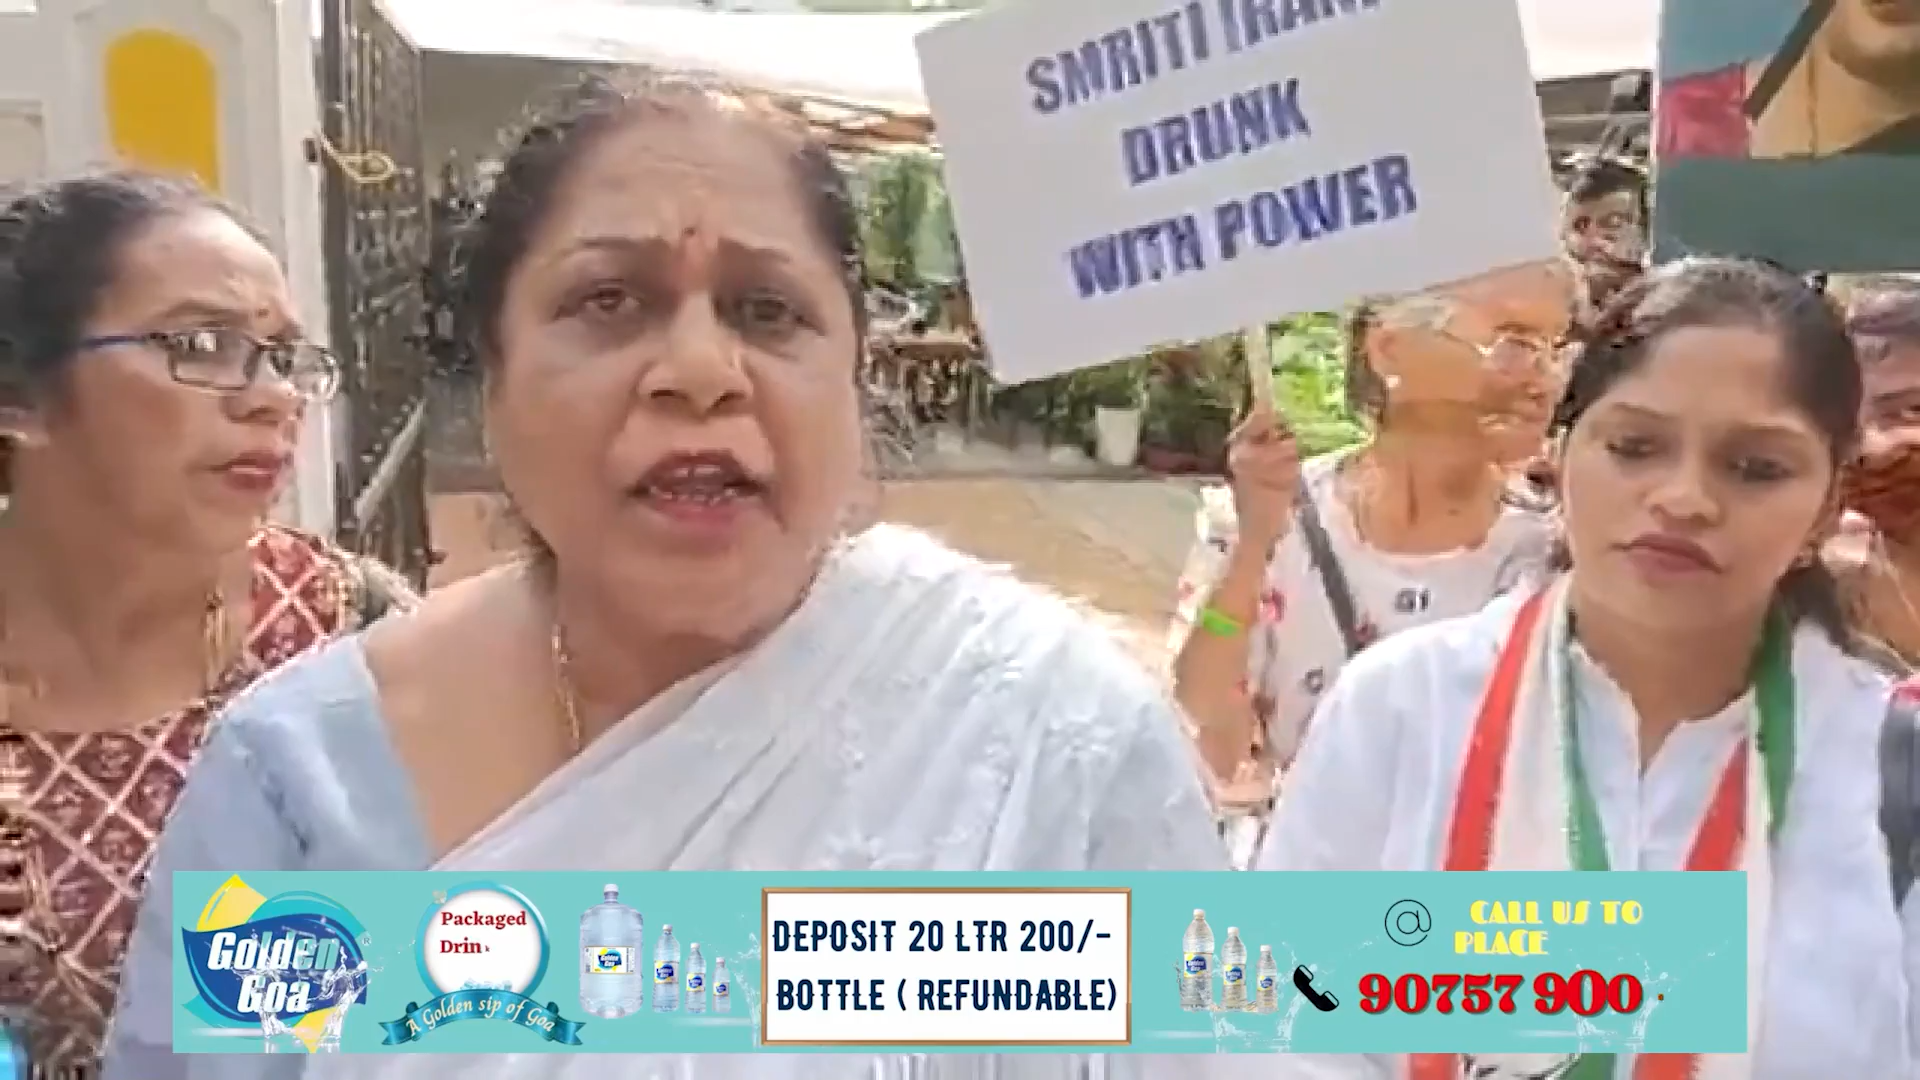 SMRITI IRANI
DRUNK
WITH POWER
G1
Golden
Goa
®
Packaged
Drin
A Golden sip of Goa
DEPOSIT 20 LTR 200/-
BOTTLE ( REFUNDABLE)
@
CALL US TO
PLACE
90757 900